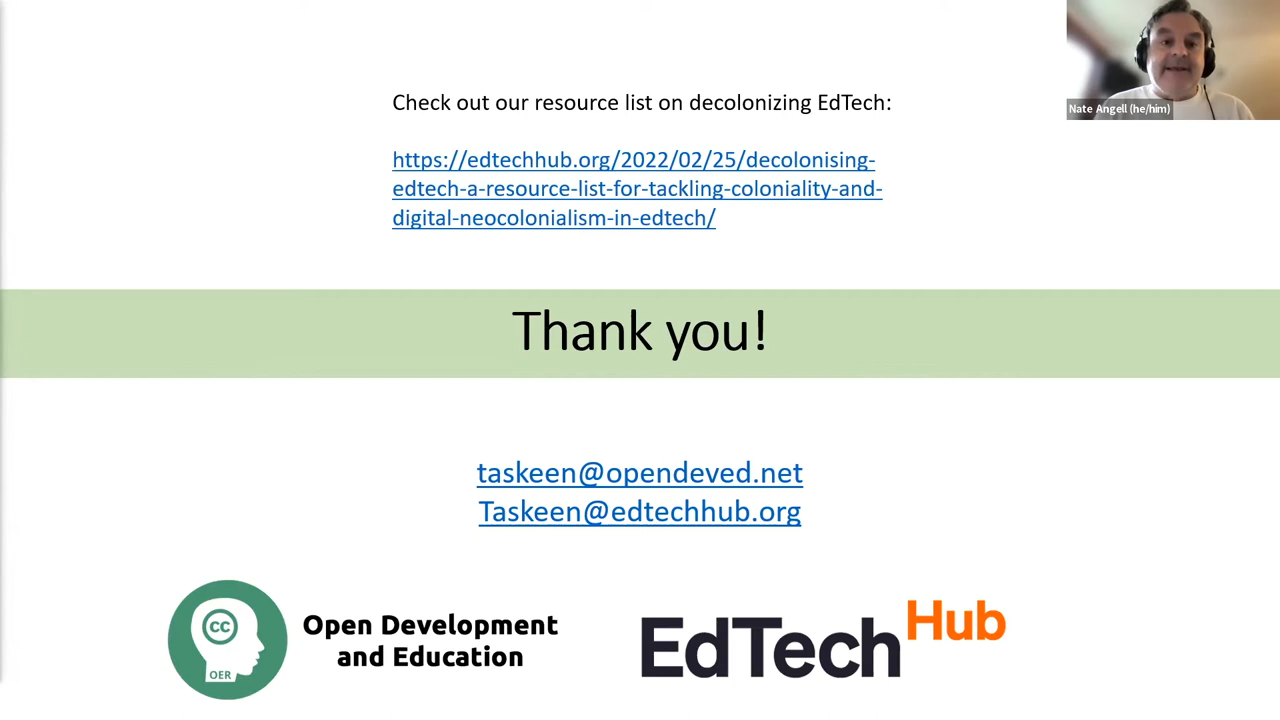 Check out our resource list on decolonizing EdTech:
Nate Angell (he/him)
https://edtechhub.org/2022/02/25/decolonising-
edtech-a-resource-list-for-tackling-coloniality-and-
digital-neocolonialism-in-edtech/
Thank you!
taskeen@opendeved.net
Taskeen@edtechhub.org
CC
OER
Open Development
and Education
EdTech Hub